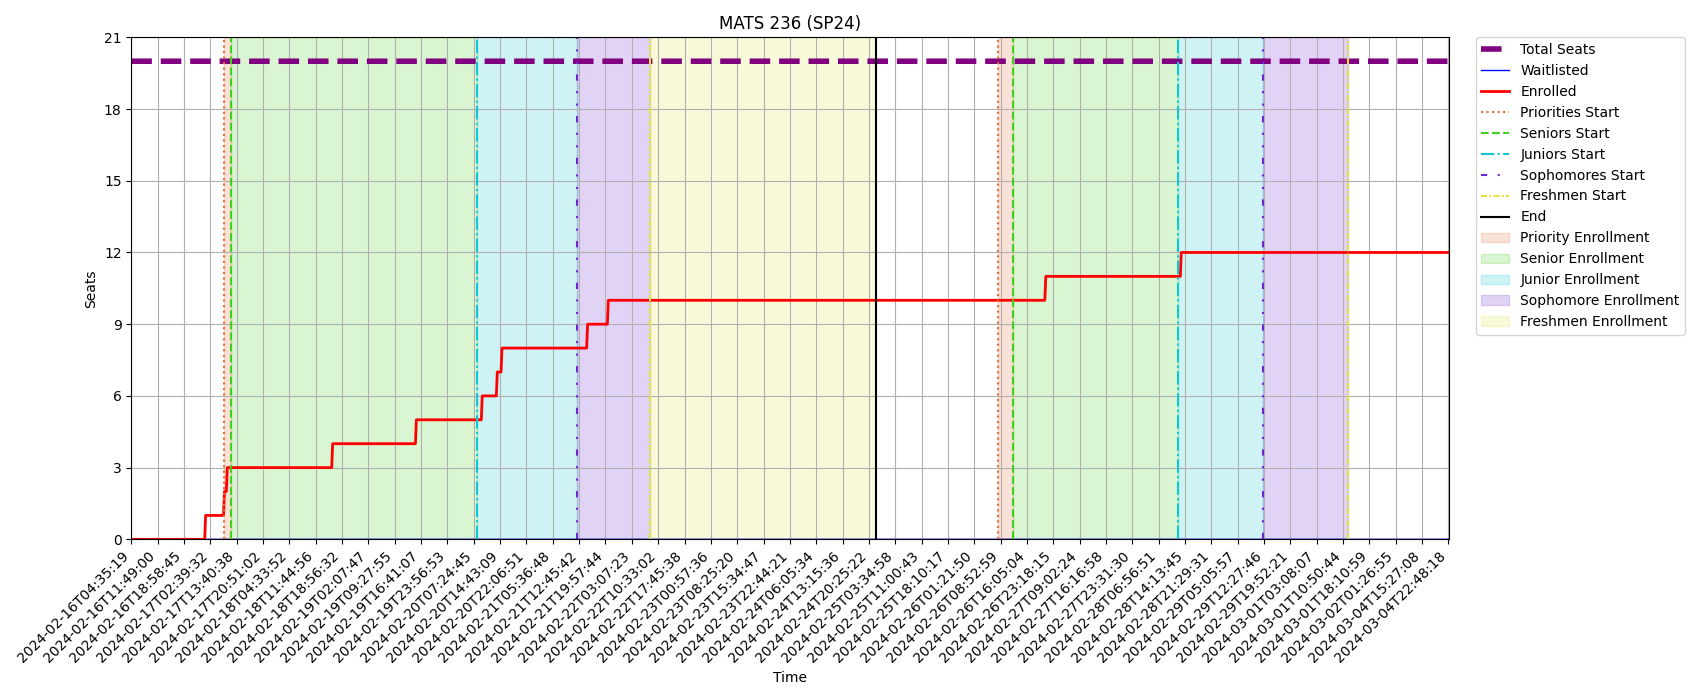 MATS 236 (SP24)
21
18
15
12
9
6
3
0
Seats
2024-02-16T04:35:19
2024-02-16T11:49:00
2024-02-16T18:58:45
2024-02-17T02:39:32
2024-02-17T13:40:38
2024-02-17T20:51:02
2024-02-18T04:33:52
2024-02-18T11:44:56
2024-02-18T18:56:32
2024-02-19T02:07:47
2024-02-19T09:27:55
2024-02-19T16:41:07
2024-02-19T23:56:53
2024-02-20T07:24:45
2024-02-20T14:43:09
2024-02-20T22:06:51
2024-02-21T05:36:48
2024-02-21T12:45:42
2024-02-21T19:57:44
2024-02-22T03:07:23
2024-02-22T10:33:02
2024-02-22T17:45:38
2024-02-23T00:57:36
2024-02-23T08:25:20
2024-02-23T15:34:47
2024-02-23T22:44:21
2024-02-24T06:05:34
2024-02-24T13:15:36
2024-02-24T20:25:22
2024-02-25T03:34:58
2024-02-25T11:00:43
2024-02-25T18:10:17
2024-02-26T01:21:50
2024-02-26T08:52:59
2024-02-26T16:05:04
2024-02-26T23:18:15
2024-02-27T09:02:24
2024-02-27T16:16:58
2024-02-27T23:31:30
2024-02-28T06:56:51
2024-02-28T14:13:45
2024-02-28T21:29:31
2024-02-29T05:05:57
2024-02-29T12:27:46
2024-02-29T19:52:21
2024-03-01T03:08:07
2024-03-01T10:50:44
2024-03-01T18:10:59
2024-03-02T01:26:55
2024-03-04T15:27:08
2024-03-04T22:48:18
Time
Total Seats
Waitlisted
Enrolled
Priorities Start
Seniors Start
Juniors Start
Sophomores Start
Freshmen Start
End
Priority Enrollment
Senior Enrollment
Junior Enrollment
Sophomore Enrollment
Freshmen Enrollment